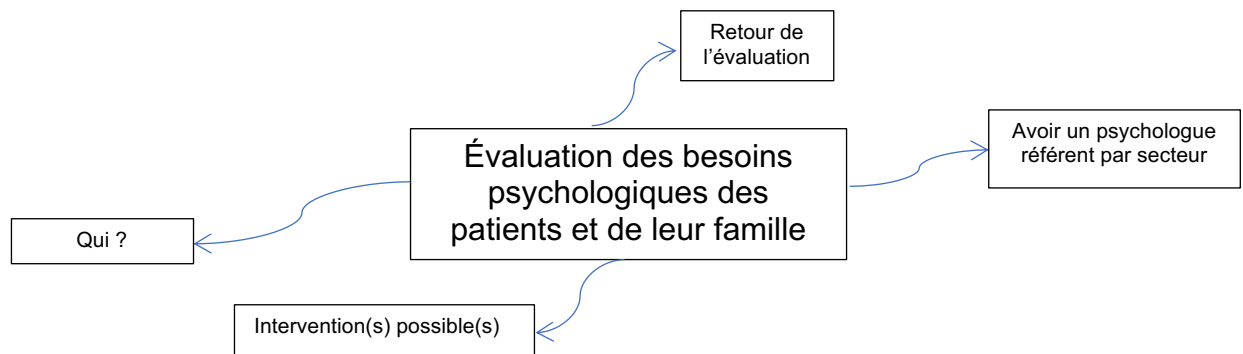 Retour de
l’évaluation
Avoir un psychologue
référent par secteur
Évaluation des besoins
psychologiques des
patients et de leur famille
Qui ?
Intervention(s) possible(s)